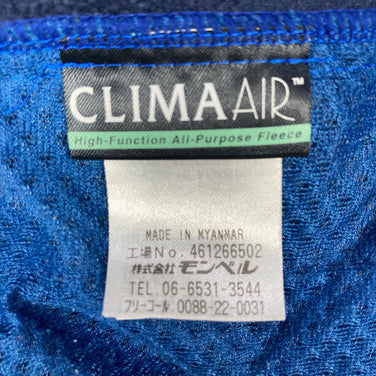 CLIMAAIR™
High-Function All-Purpose Fleece
MADE IN MYANMAR
工場No. 461266502
株式会社 モンベル
TEL. 06-6531-3544
フリーコール: 0088-22-0031